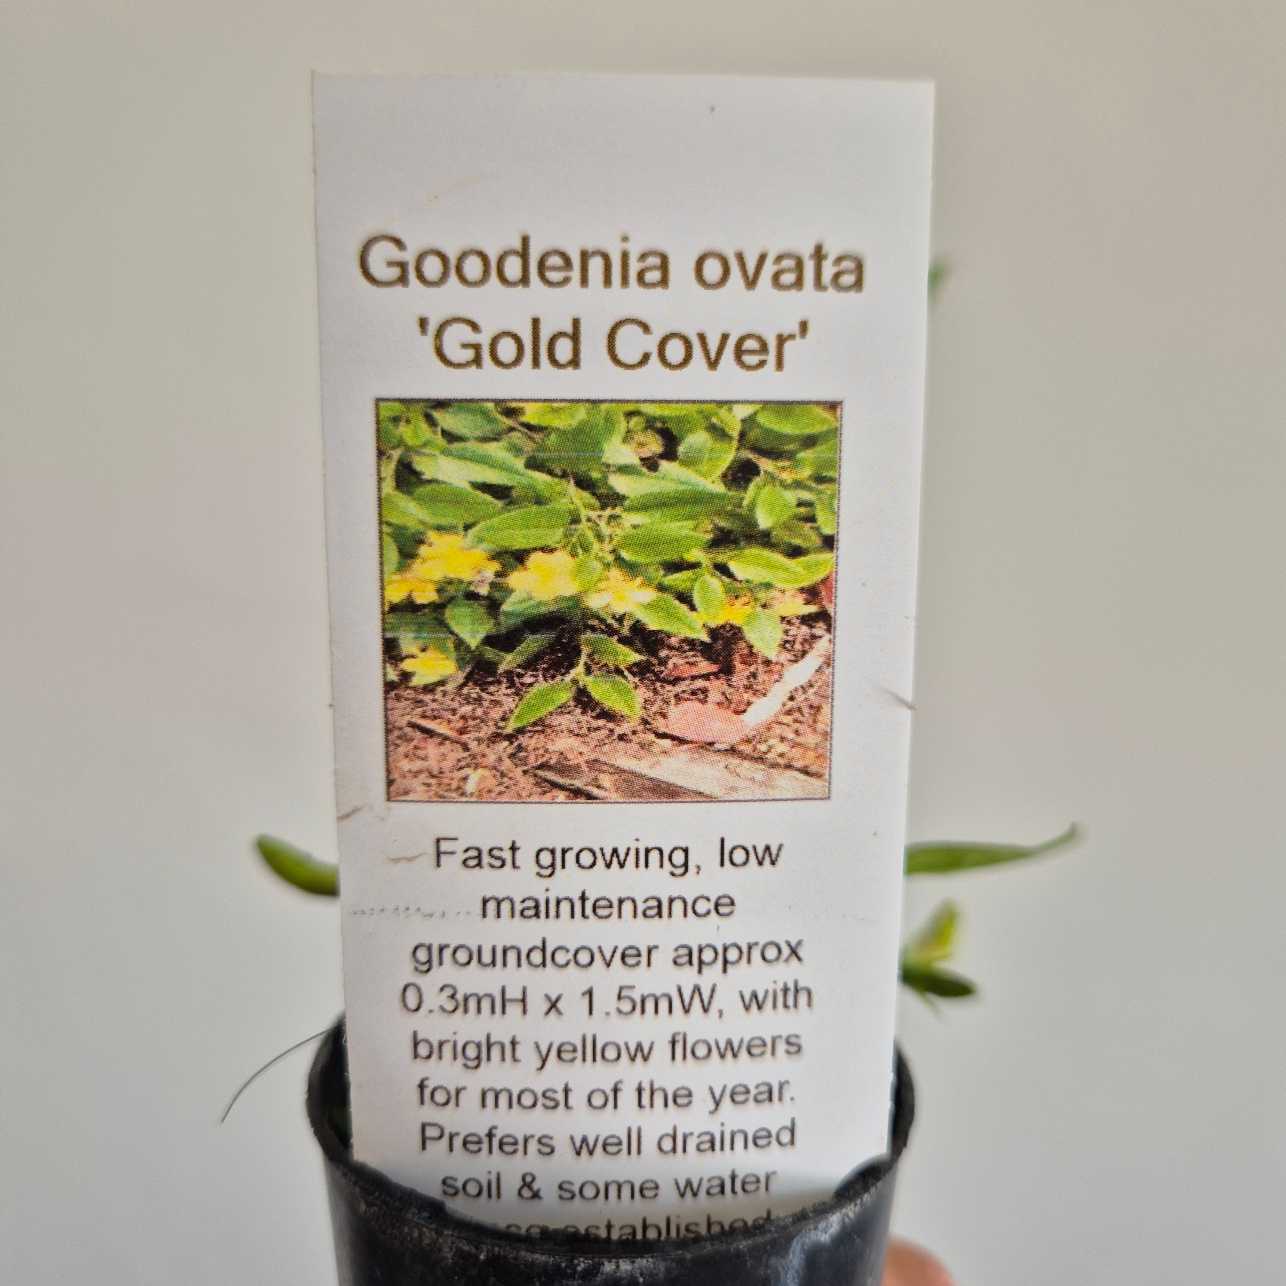 Goodenia ovata
'Gold Cover'
Fast growing, low
maintenance
groundcover approx
0.3mH x 1.5mW, with
bright yellow flowers
for most of the year.
Prefers well drained
soil & some water
established